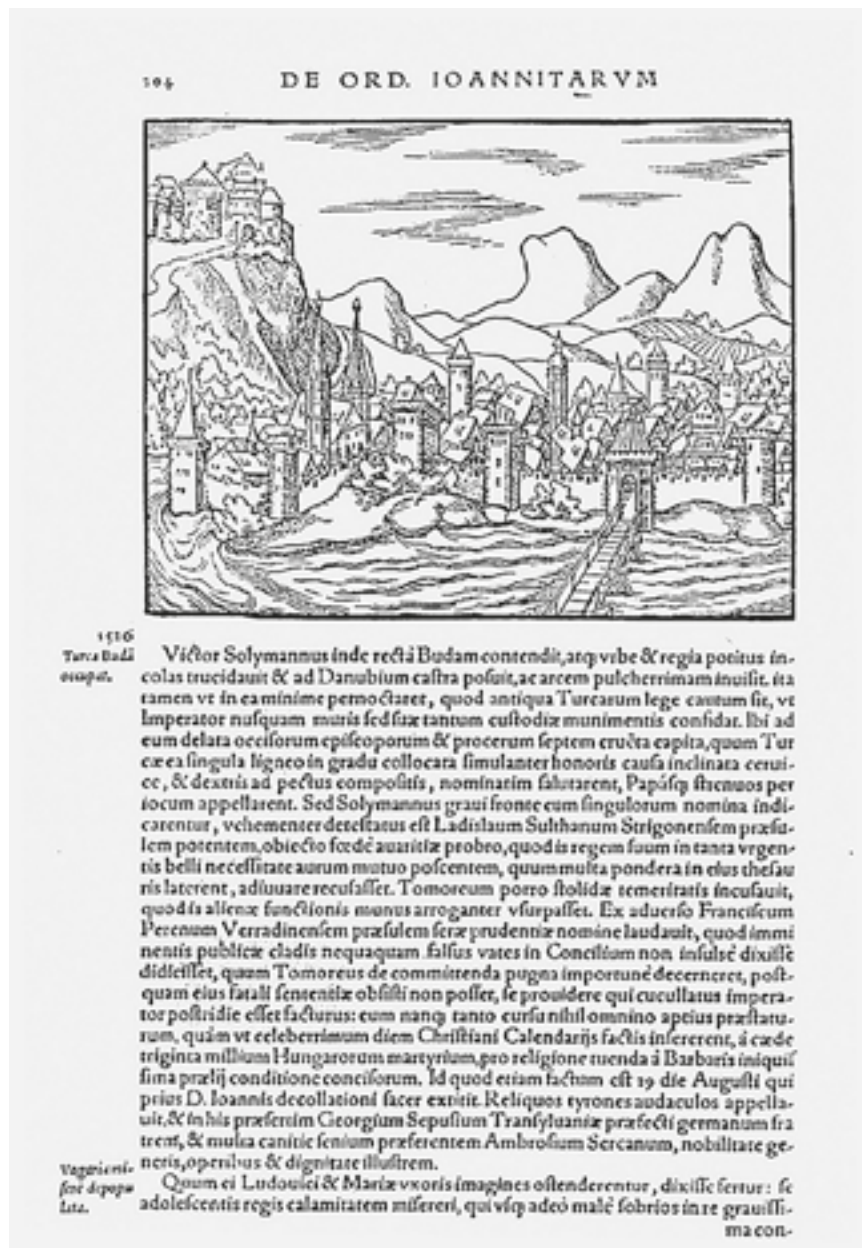 DE ORD. IOANNITARVM
1526
Turca Budã
occupat.
Victor Solymannus inde rectà Budam contendit, atq; vrbe & regia potitus in-
colas trucidauit & ad Danubium castra posuit, ac arcem pulcherrimam inuisit. ita
tamen vt in ea minime pernoctaret, quod antiqua Turcarum lege cautum sit, vt
Imperator nusquam muris sed suæ tantum custodiæ munimentis confidat. Ibi ad
eum delata occisorum episcoporum & procerum septem cruẽta capita, quum Tur
cæ ea singula ligneo in gradu collocata simulanter honoris causa inclinata cerui-
ce, & dextris ad pectus compositis, nominatim salutarent, Papásq; strenuos per
iocum appellarent. Sed Solymannus graui fronte cum singulorum nomina indi-
carentur, vehementer detestatus est Ladislaum Sulthanum Strigonensem præsu-
lem potentem, obiecto fœdè auaritiæ probro, quod is regem suum in tanta vrgen-
tis belli necessitate aurum mutuo poscentem, quum multa pondera in eius thesau
ris laterent, adiuuare recusasset. Tomoreum porro stolidæ temeritatis incusauit,
quod is alienæ functionis munus arroganter vsurpasset. Ex aduerso Franciscum
Perenum Verradinensem præsulem seræ prudentiæ nomine laudauit, quod immi
nentis publicæ cladis nequaquam falsus vates in Concilium non insulsè dixisse
didicisset, quum Tomoreus de committenda pugna importunè decerneret, post-
quam eius fatali sententiæ obsisti non posset, se prouidere qui cucullatus impera-
tor postridie esset facturus: eum nanq; tanto cursu nihil omnino aptius præstatu-
rum, quàm vt celeberrimum diem Christiani Calendarijs factis insererent, à cæde
triginta millium Hungarorum martyrium, pro religione tuenda à Barbaris iniquis
sima prælij conditione concisorum. Id quod etiam factum est 29 die Augusti qui
prius D. Ioannis decollationi sacer extitit. Reliquos tyrones audaculos appella-
uit, & in his præsertim Georgium Sepusium Transyluaniæ præfecti germanum fra
trem, & multa canitie senium præferentem Ambrosium Sercanum, nobilitate ge-
neris, operibus & dignitate illustrem.
depopu
lata.
Quum ei Ludouici & Mariæ vxoris imagines ostenderentur, dixisse fertur: se
adolescentis regis calamitatem misereri, qui vsq; adeò malè sobrios in re grauissi-
ma con-